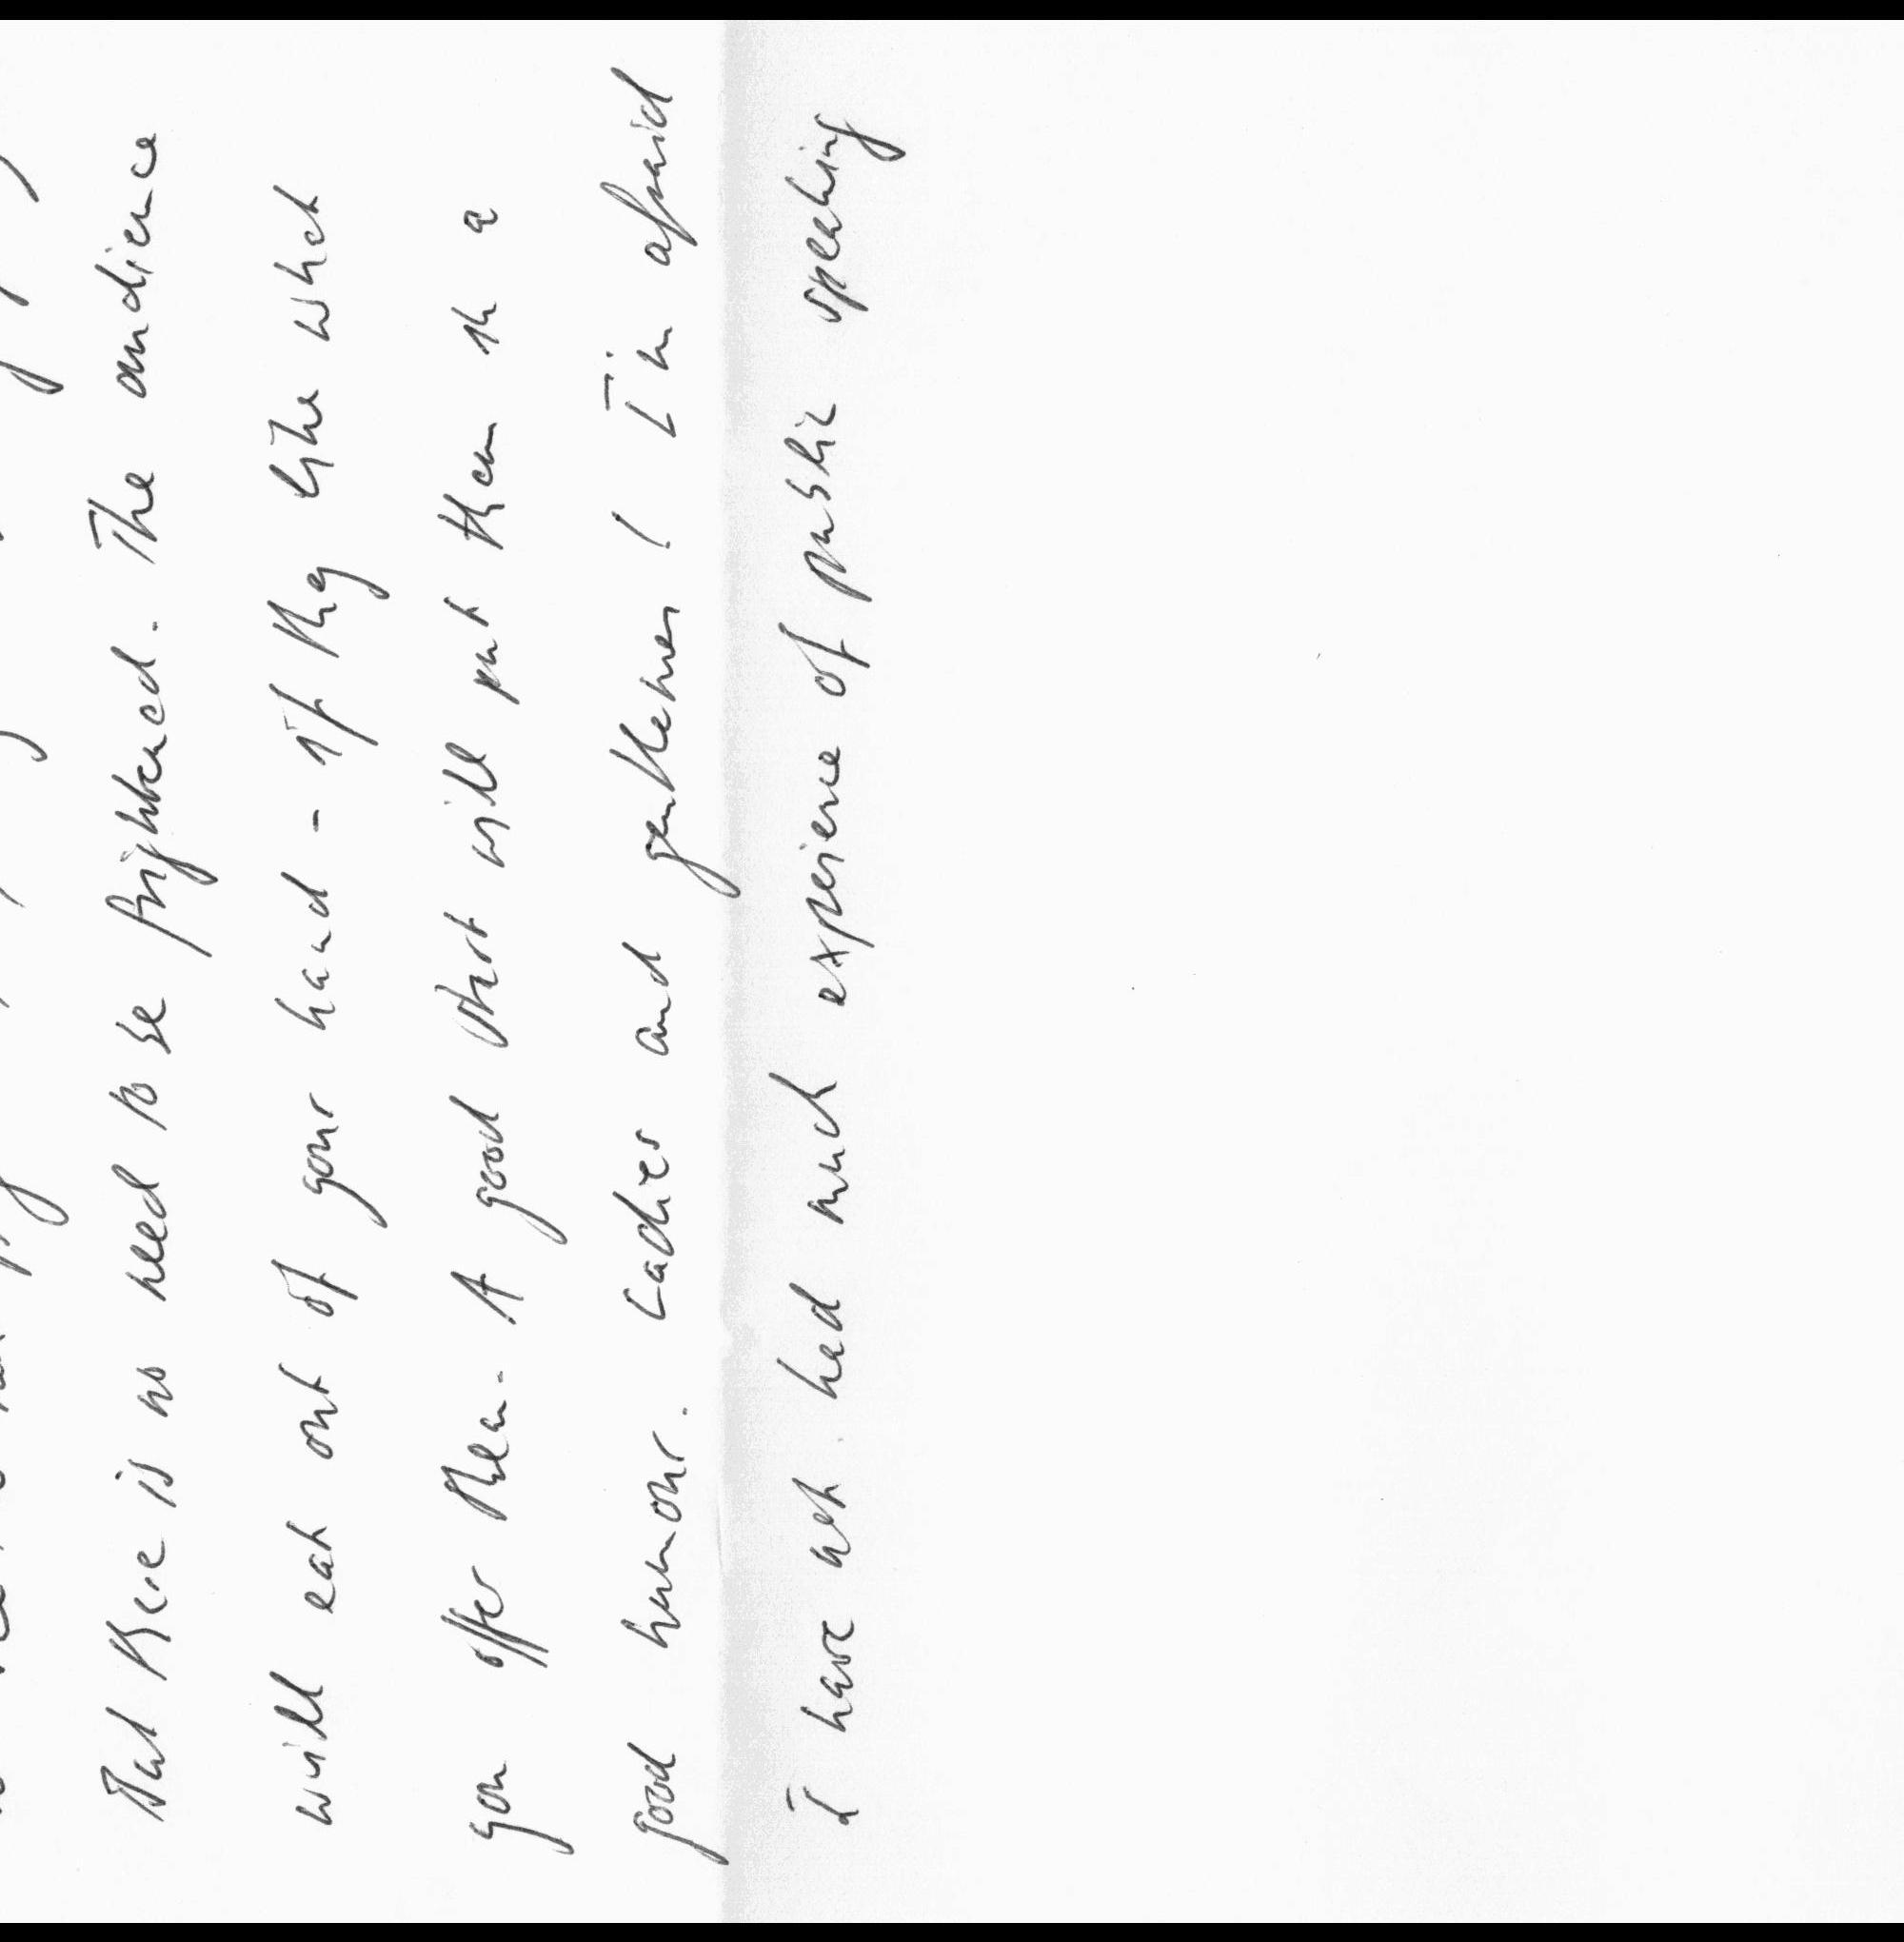 But there is no need to be frightened. The audience
will eat out of your hand - if they like what
you offer them. A good start will put them in a
good humour. Ladies and gentlemen! I'm afraid
I have not had much experience of public speaking